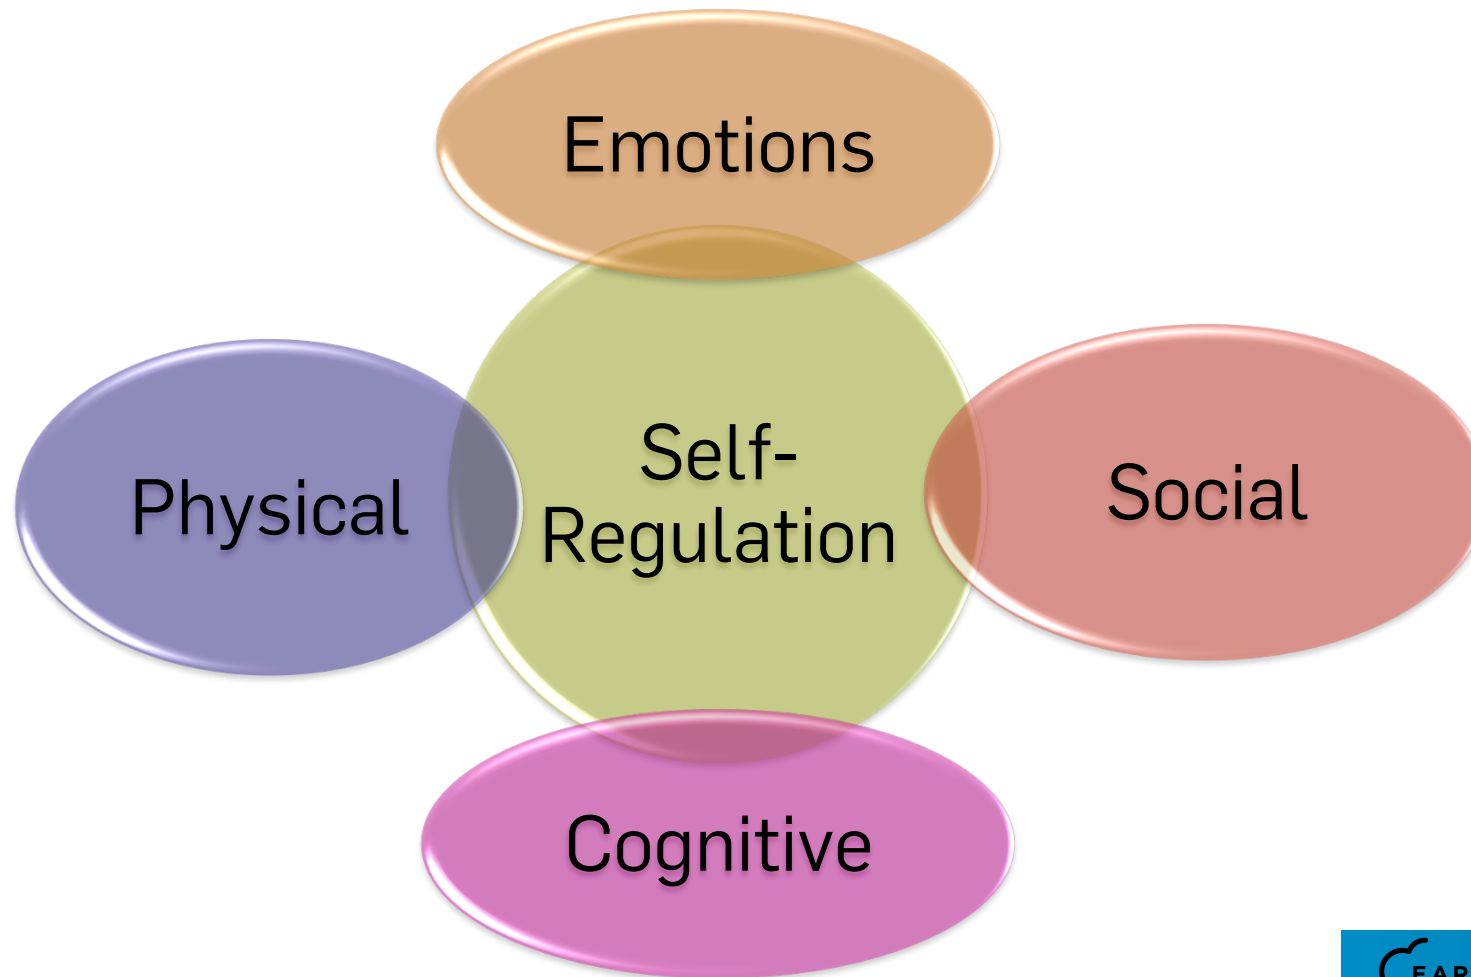 Emotions
Physical
Self-
Regulation
Social
Cognitive